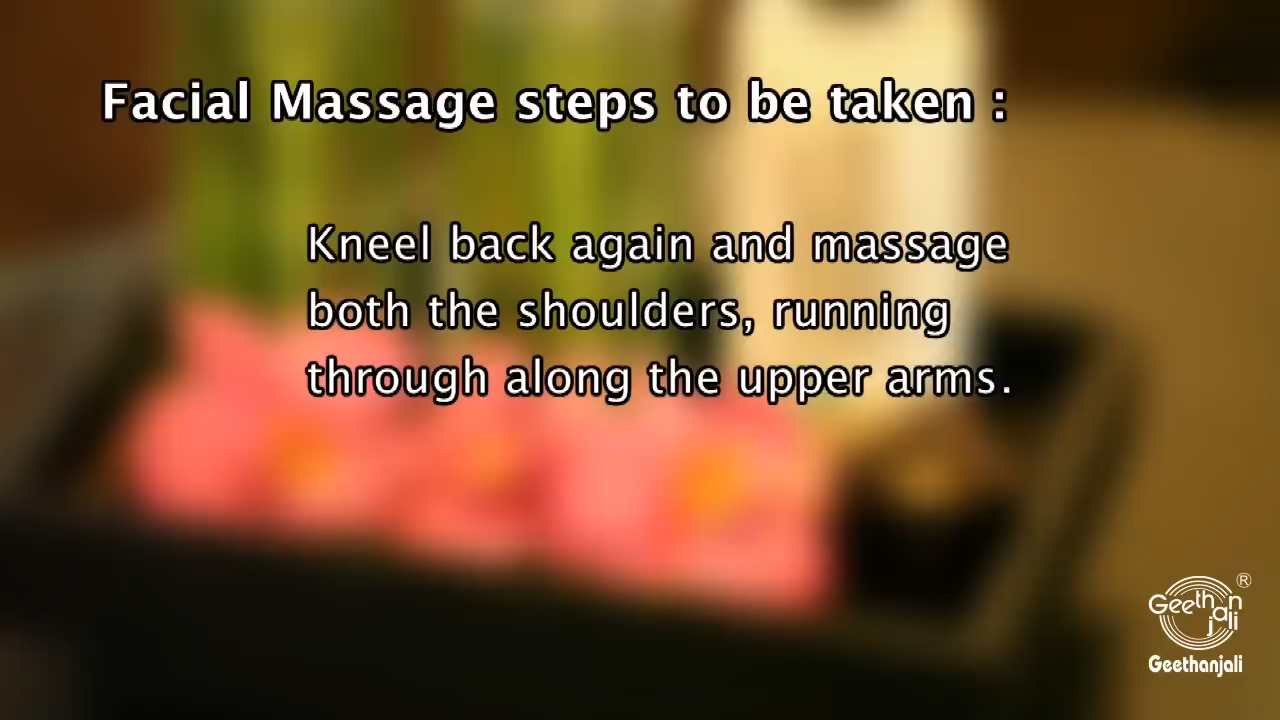 Facial Massage steps to be taken :
Kneel back again and massage
both the shoulders, running
through along the upper arms.
®
Geethanjali
Geethanjali